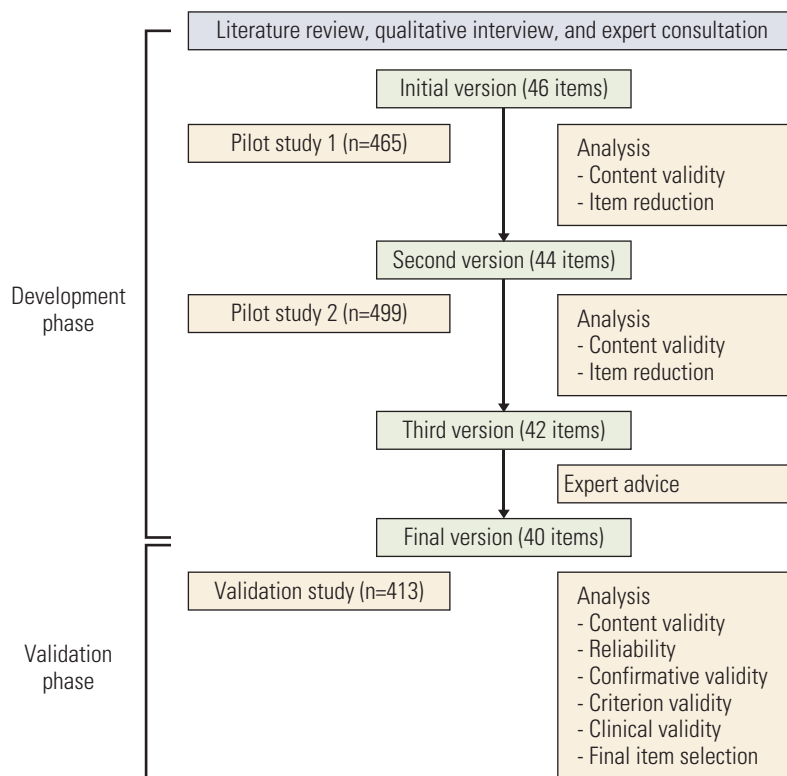 Literature review, qualitative interview, and expert consultation
Initial version (46 items)
Pilot study 1 (n=465)
Analysis
- Content validity
- Item reduction
Second version (44 items)
Development
phase
Pilot study 2 (n=499)
Analysis
- Content validity
- Item reduction
Third version (42 items)
Expert advice
Final version (40 items)
Validation study (n=413)
Analysis
- Content validity
- Reliability
- Confirmative validity
- Criterion validity
- Clinical validity
- Final item selection
Validation
phase